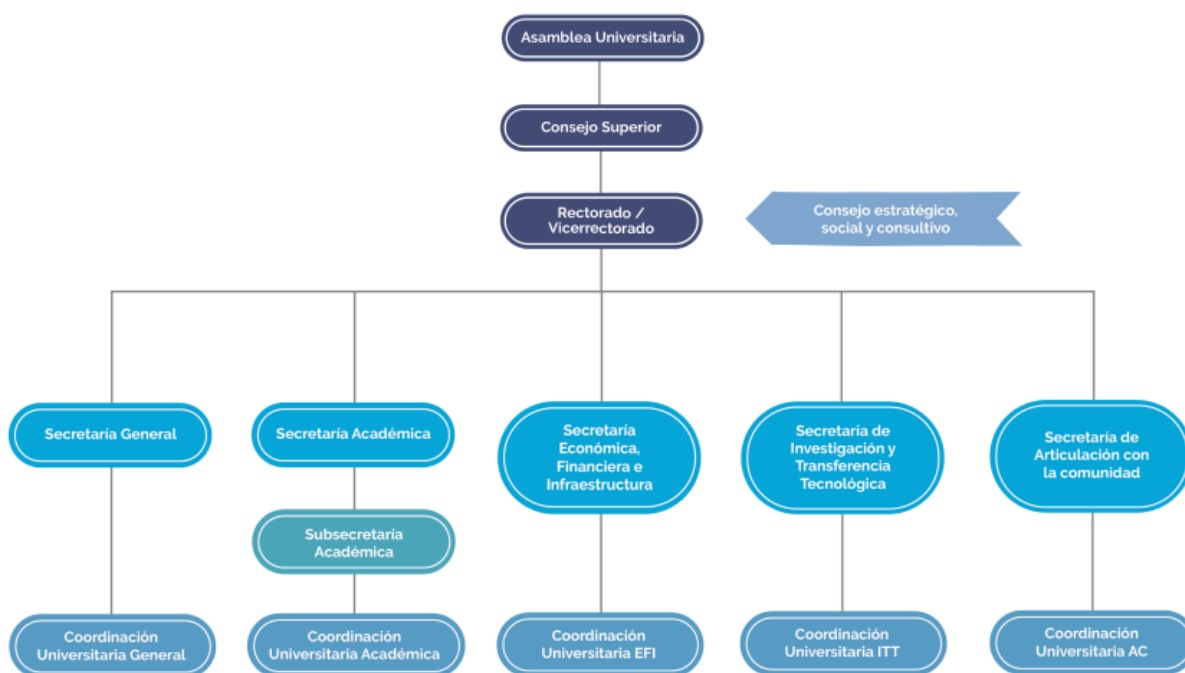 Asamblea Universitaria
Consejo Superior
Rectorado /
Vicerrectorado
Consejo estratégico,
social y consultivo
Secretaría General
Secretaría Académica
Secretaría
Económica,
Financiera e
Infraestructura
Secretaría de
Investigación y
Transferencia
Tecnológica
Secretaría de
Articulación con
la comunidad
Subsecretaría
Académica
Coordinación
Universitaria General
Coordinación
Universitaria Académica
Coordinación
Universitaria EFI
Coordinación
Universitaria ITT
Coordinación
Universitaria AC